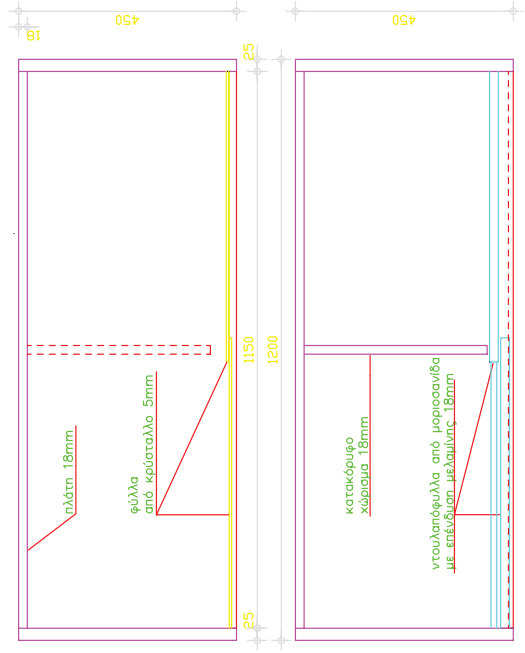 450
450
18
25
1150
1200
25
πλάτη 18mm
φύλλα
από κρύσταλλο 5mm
κατακόρυφο
χώρισμα 18mm
ντουλαπόφυλλα από μοριοσανίδα
με επένδυση μελαμίνης 18mm